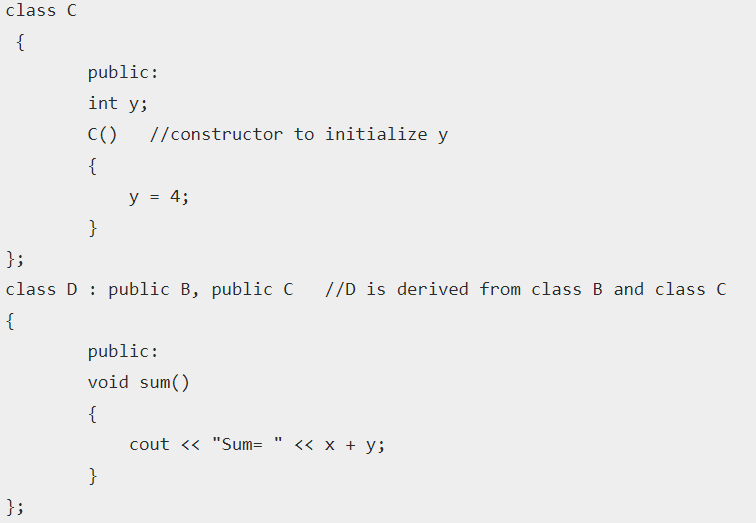 class C
 {
        public:
        int y;
        C()   //constructor to initialize y
        {
            y = 4;
        }
};
class D : public B, public C   //D is derived from class B and class C
{
        public:
        void sum()
        {
            cout << "Sum= " << x + y;
        }
};